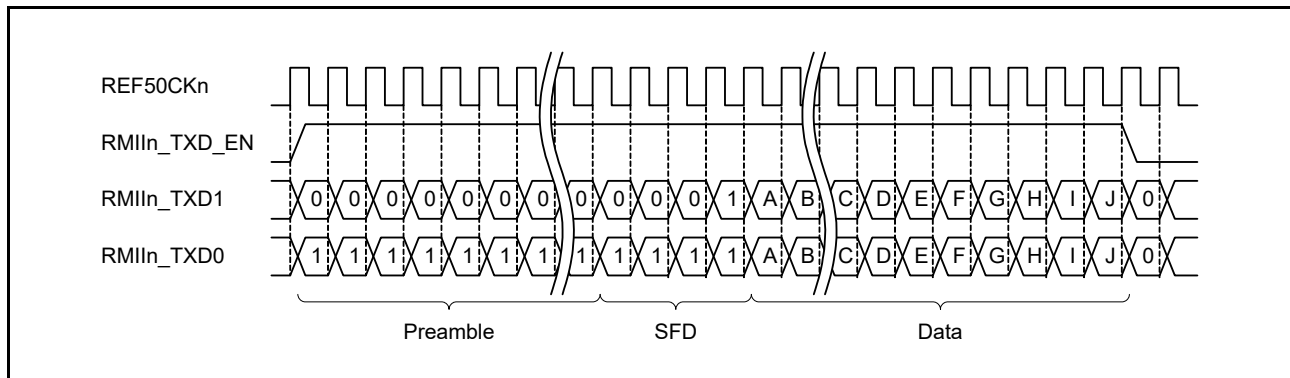 REF50CKn
RMIIn_TXD_EN
RMIIn_TXD1 0 0 0 0 0 0 0 0 0 0 0 1 A B C D E F G H I J 0
RMIIn_TXD0 1 1 1 1 1 1 1 1 1 1 1 1 A B C D E F G H I J 0
Preamble SFD Data